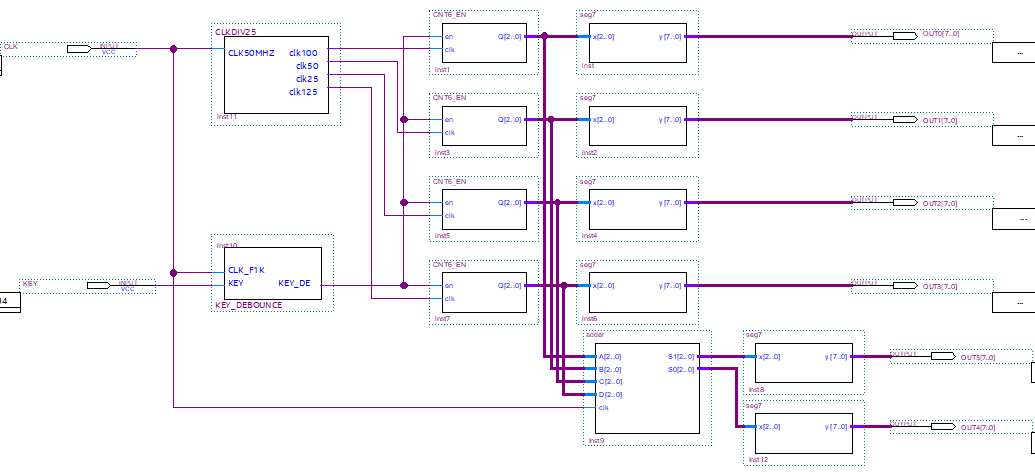 CLK
INPUT
VCC
CLKDIV25
CLK50MHZ
clk100
clk50
clk25
clk125
inst11
CNT6_EN
en
clk
Q[2..0]
inst1
seg7
x[2..0]
y [7..0]
inst
OUTPUT
OUT0[7..0]
...
CNT6_EN
en
clk
Q[2..0]
inst3
seg7
x[2..0]
y [7..0]
inst2
OUTPUT
OUT1[7..0]
...
CNT6_EN
en
clk
Q[2..0]
inst5
seg7
x[2..0]
y [7..0]
inst4
OUTPUT
OUT2[7..0]
...
KEY
INPUT
VCC
14
inst10
CLK_F1K
KEY
KEY_DE
KEY_DEBOUNCE
CNT6_EN
en
clk
Q[2..0]
inst7
seg7
x[2..0]
y [7..0]
inst6
OUTPUT
OUT3[7..0]
...
adder
A[2..0]
B[2..0]
C[2..0]
D[2..0]
clk
S1[2..0]
S0[2..0]
inst9
seg7
x[2..0]
y [7..0]
inst8
OUTPUT
OUT5[7..0]
seg7
x[2..0]
y [7..0]
inst12
OUTPUT
OUT4[7..0]